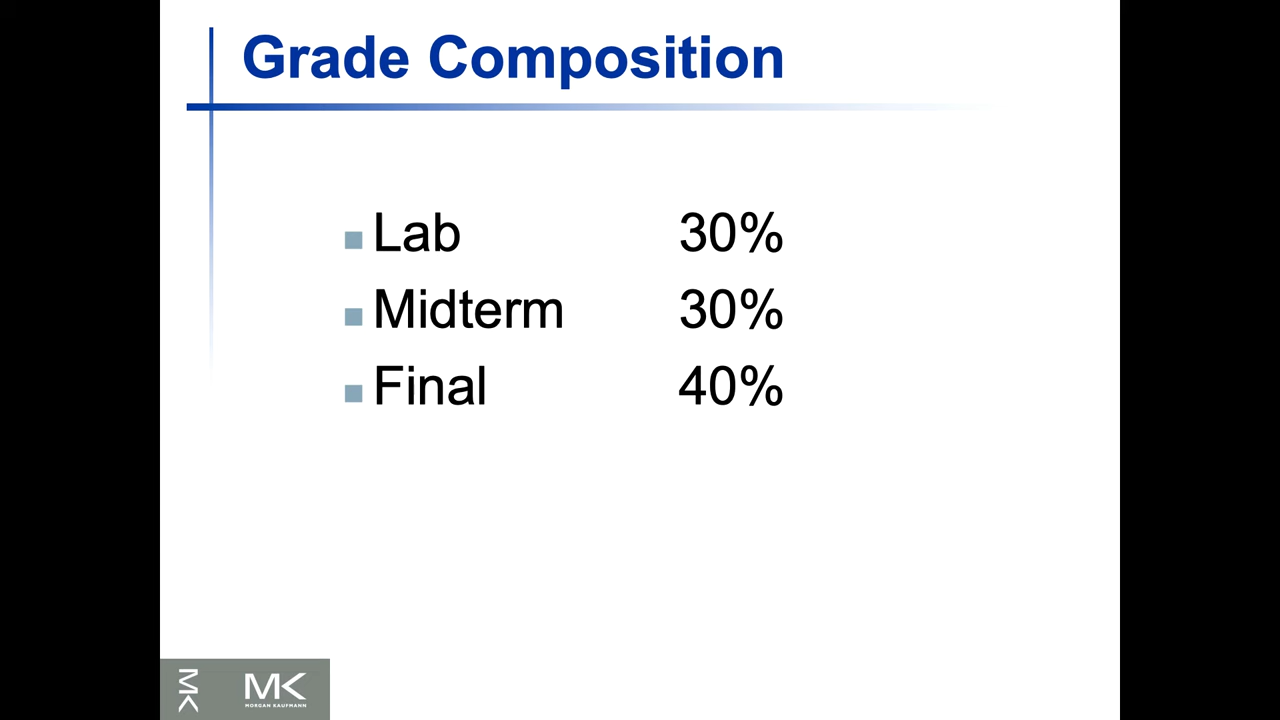 Grade Composition
Lab 30%
Midterm 30%
Final 40%
MK
MK
MORGAN KAUFMANN